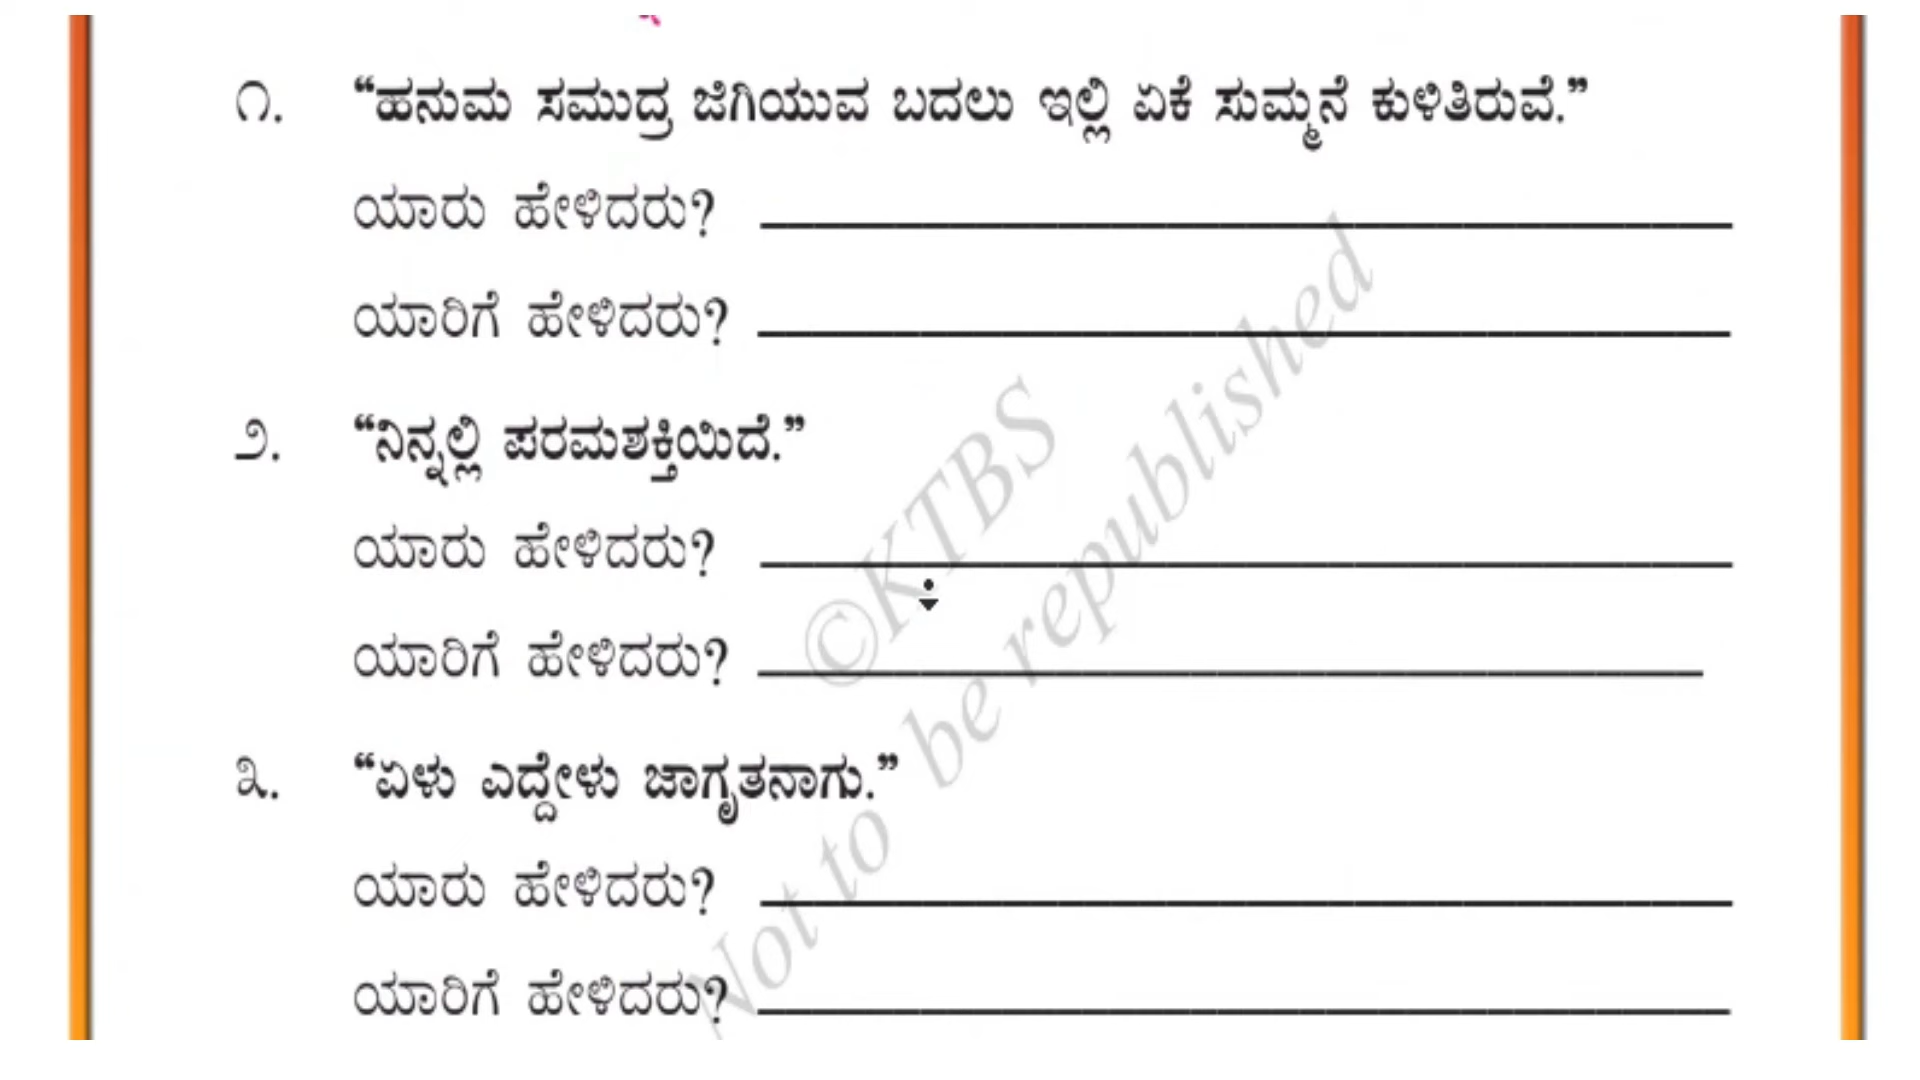 ೧. “ಹನುಮ ಸಮುದ್ರ ಜಿಗಿಯುವ ಬದಲು ಇಲ್ಲಿ ಏಕೆ ಸುಮ್ಮನೆ ಕುಳಿತಿರುವೆ.”
ಯಾರು ಹೇಳಿದರು?
ಯಾರಿಗೆ ಹೇಳಿದರು?
೨. “ನಿನ್ನಲ್ಲಿ ಪರಮಶಕ್ತಿಯಿದೆ.”
ಯಾರು ಹೇಳಿದರು?
ಯಾರಿಗೆ ಹೇಳಿದರು?
೩. “ಏಳು ಎದ್ದೇಳು ಜಾಗೃತನಾಗು.”
ಯಾರು ಹೇಳಿದರು?
ಯಾರಿಗೆ ಹೇಳಿದರು?
©KTBS
Not to be republished